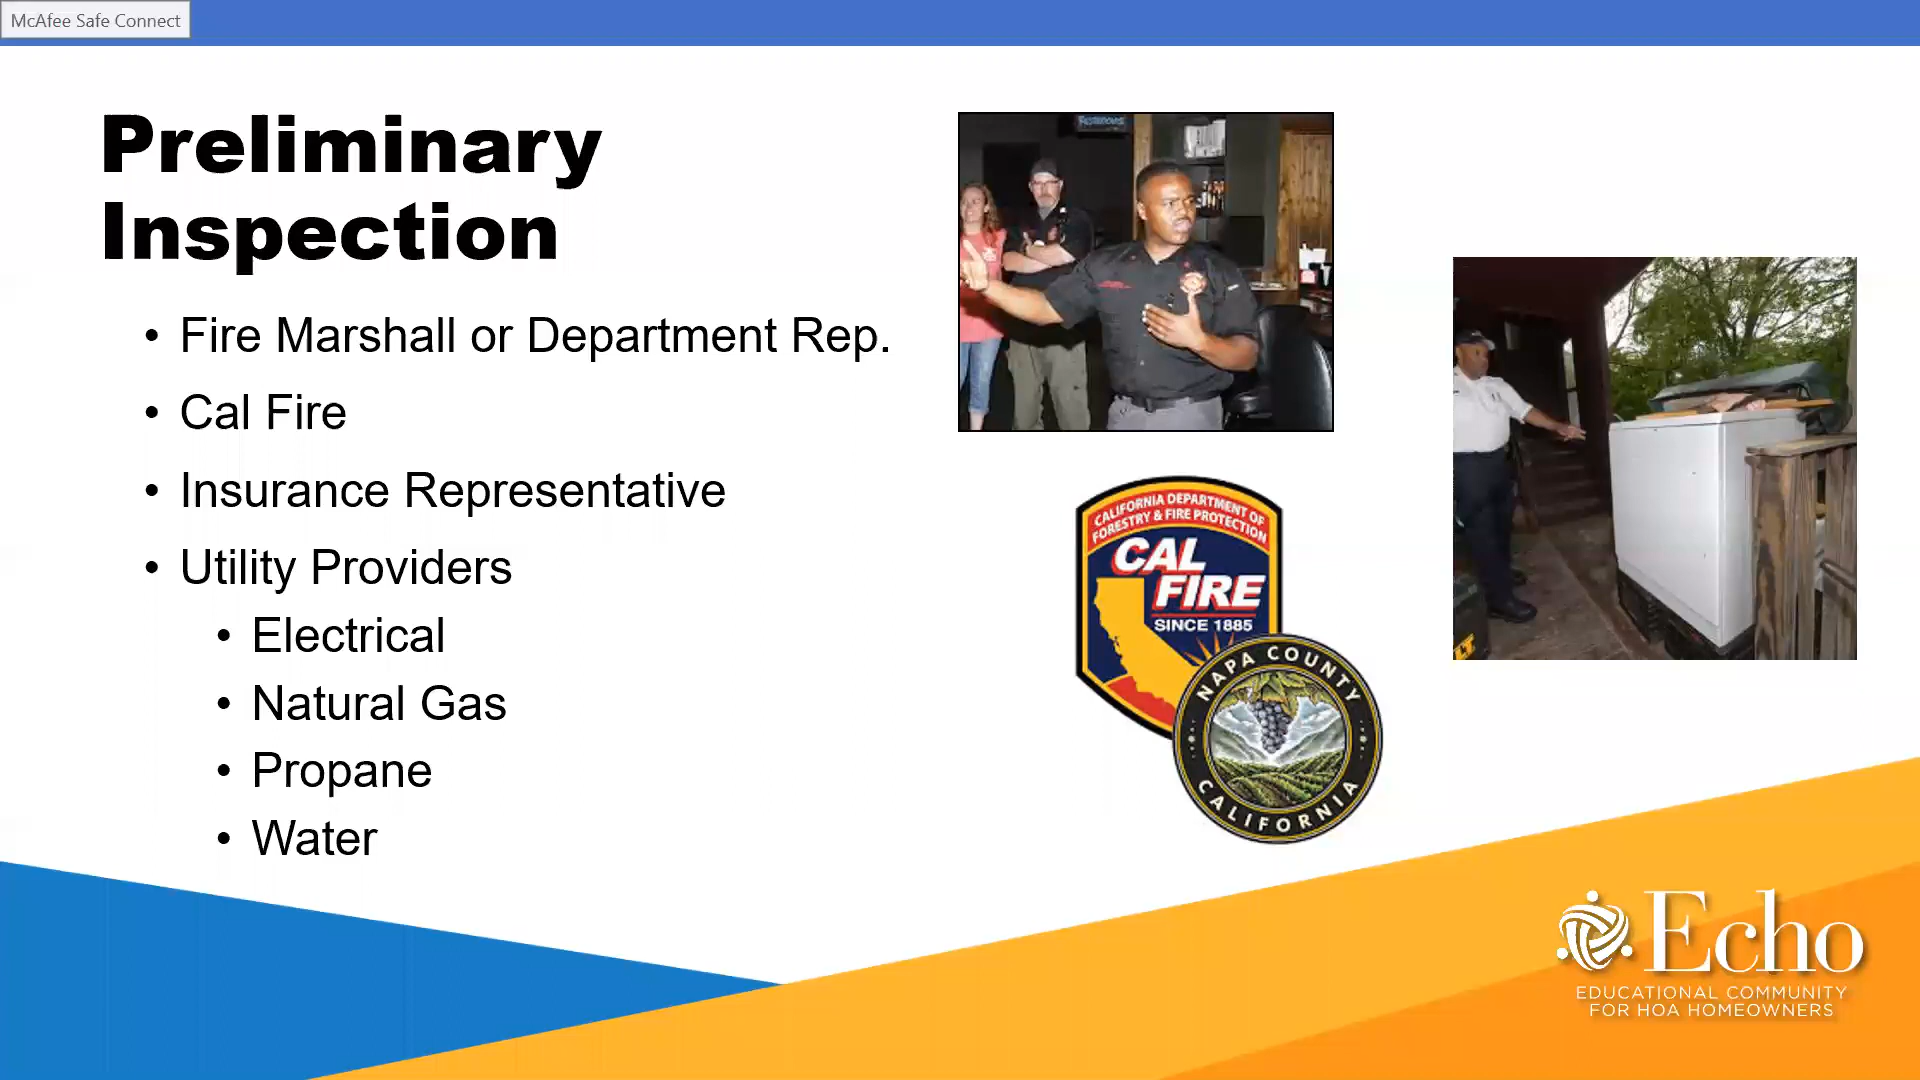 McAfee Safe Connect
Preliminary
Inspection
• Fire Marshall or Department Rep.
• Cal Fire
• Insurance Representative
• Utility Providers
• Electrical
• Natural Gas
• Propane
• Water
CALIFORNIA DEPARTMENT OF
FORESTRY & FIRE PROTECTION
CAL
FIRE
SINCE 1885
NAPA COUNTY
CALIFORNIA
Echo
EDUCATIONAL COMMUNITY
FOR HOA HOMEOWNERS